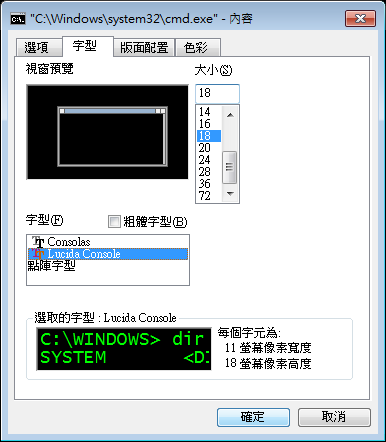 "C:\Windows\system32\cmd.exe" - 內容
選項
字型
版面配置
色彩
視窗預覽
大小(S)
18
14
16
18
20
24
28
36
72
字型(F)
粗體字型(B)
Consolas
Lucida Console
點陣字型
選取的字型 : Lucida Console
C:\WINDOWS> dir
SYSTEM <DI
每個字元為:
11 螢幕像素寬度
18 螢幕像素高度
確定
取消